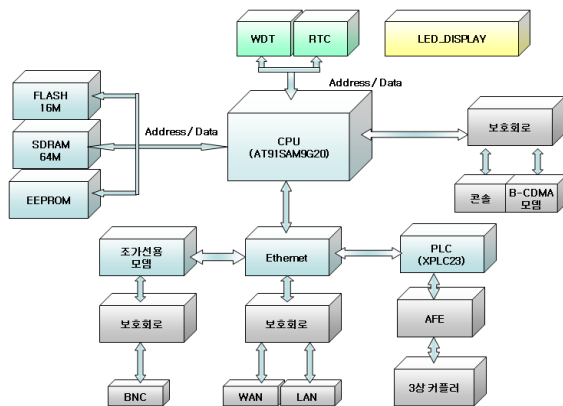 WDT
RTC
LED_DISPLAY
Address / Data
FLASH
16M
SDRAM
64M
EEPROM
Address / Data
CPU
(AT91SAM9G20)
보호회로
콘솔
B-CDMA
모뎀
조가선용
모뎀
Ethernet
PLC
(XPLC23)
보호회로
보호회로
AFE
BNC
WAN
LAN
3상 커플러